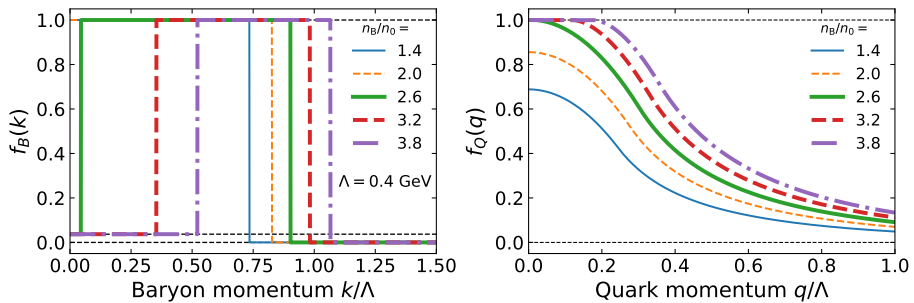 1.0
0.8
0.6
0.4
0.2
0.0
f_B(k)
n_B/n_0 =
1.4
2.0
2.6
3.2
3.8
Λ = 0.4 GeV
0.00 0.25 0.50 0.75 1.00 1.25 1.50
Baryon momentum k/Λ
1.0
0.8
0.6
0.4
0.2
0.0
f_Q(q)
n_B/n_0 =
1.4
2.0
2.6
3.2
3.8
0.0 0.2 0.4 0.6 0.8 1.0
Quark momentum q/Λ